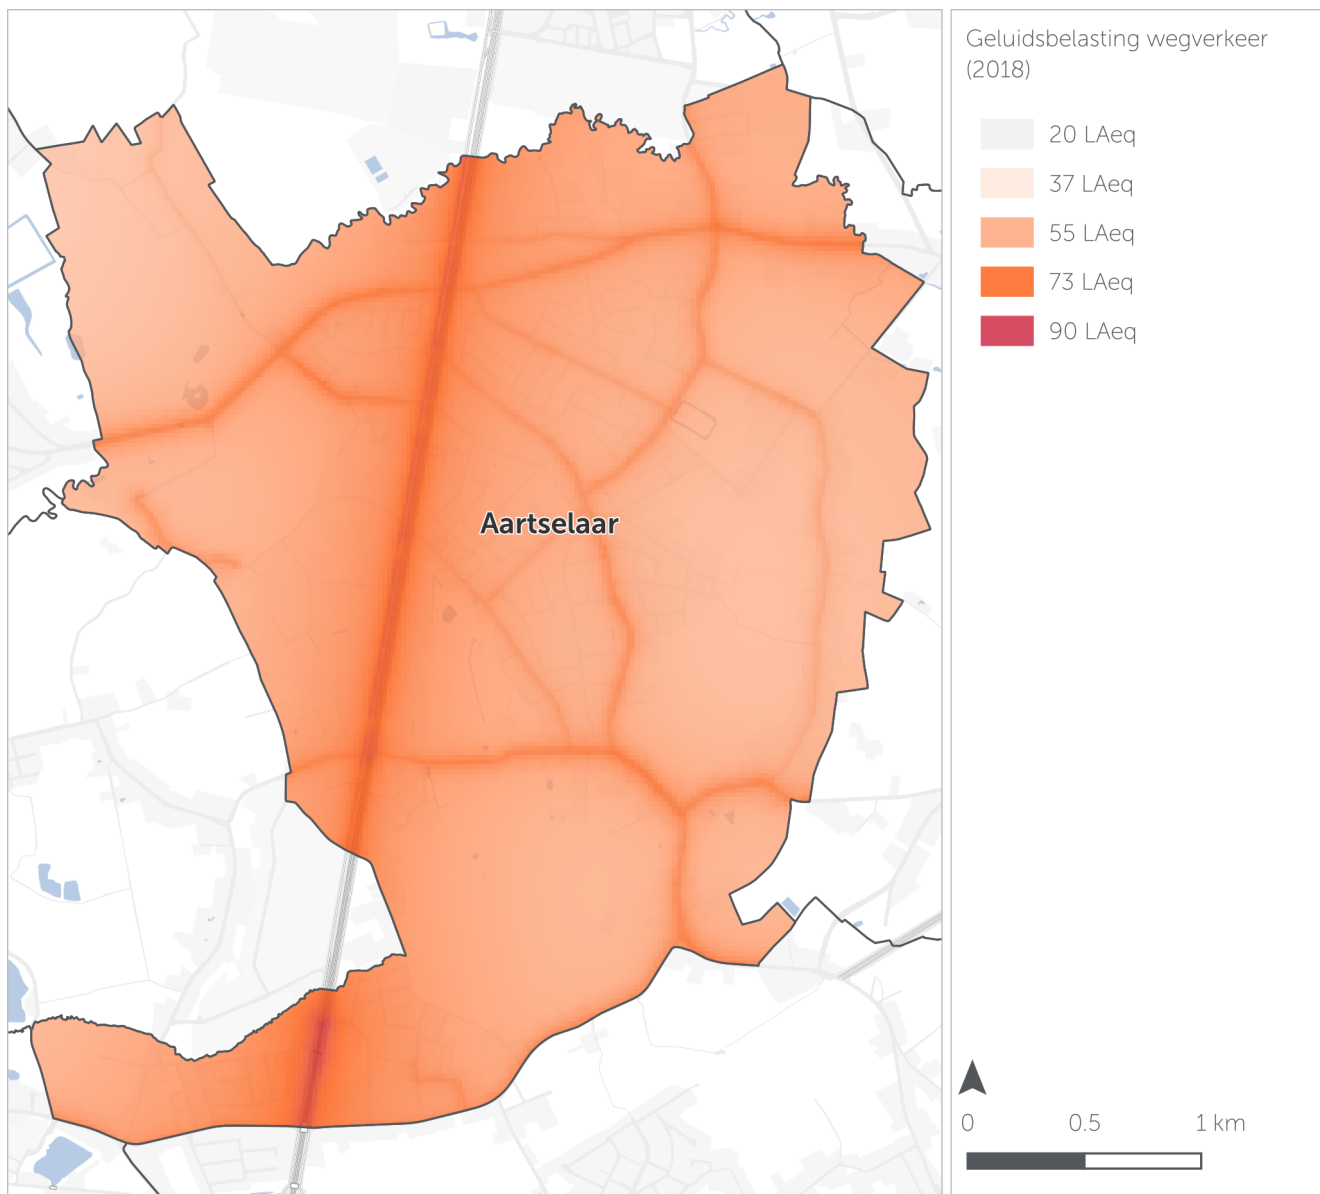 Geluidsbelasting wegverkeer
(2018)
20 LAeq
37 LAeq
55 LAeq
73 LAeq
90 LAeq
Aartselaar
0 0.5 1 km